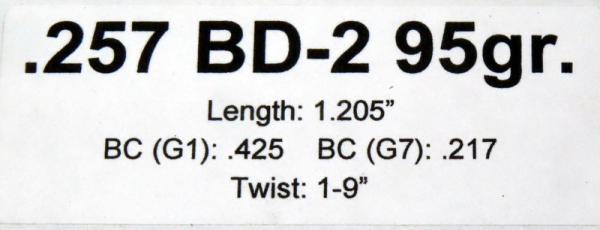 .257 BD-2 95gr.
Length: 1.205”
BC (G1): .425 BC (G7): .217
Twist: 1-9”